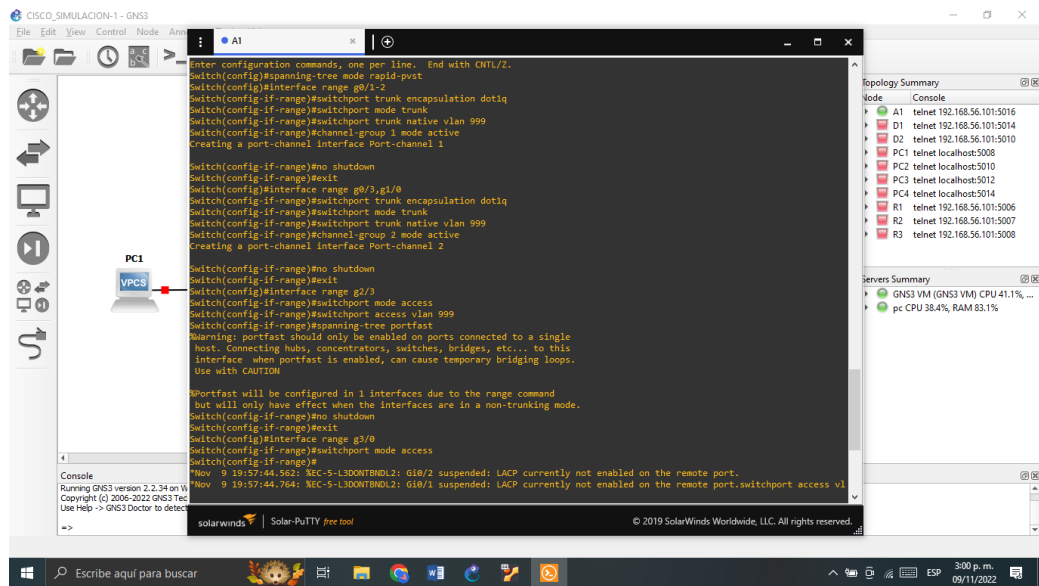 CISCO_SIMULACION-1 - GNS3
File Edit View Control Node Ann
A1
Enter configuration commands, one per line. End with CNTL/Z.
Switch(config)#spanning-tree mode rapid-pvst
Switch(config)#interface range g0/1-2
Switch(config-if-range)#switchport trunk encapsulation dot1q
Switch(config-if-range)#switchport mode trunk
Switch(config-if-range)#switchport trunk native vlan 999
Switch(config-if-range)#channel-group 1 mode active
Creating a port-channel interface Port-channel 1
Switch(config-if-range)#no shutdown
Switch(config-if-range)#exit
Switch(config)#interface range g0/3,g1/0
Switch(config-if-range)#switchport trunk encapsulation dot1q
Switch(config-if-range)#switchport mode trunk
Switch(config-if-range)#switchport trunk native vlan 999
Switch(config-if-range)#channel-group 2 mode active
Creating a port-channel interface Port-channel 2
Switch(config-if-range)#no shutdown
Switch(config-if-range)#exit
Switch(config)#interface range g2/3
Switch(config-if-range)#switchport mode access
Switch(config-if-range)#switchport access vlan 999
Switch(config-if-range)#spanning-tree portfast
%Warning: portfast should only be enabled on ports connected to a single
host. Connecting hubs, concentrators, switches, bridges, etc... to this
interface when portfast is enabled, can cause temporary bridging loops.
Use with CAUTION
%Portfast will be configured in 1 interfaces due to the range command
but will only have effect when the interfaces are in a non-trunking mode.
Switch(config-if-range)#no shutdown
Switch(config-if-range)#exit
Switch(config)#interface range g3/0
Switch(config-if-range)#switchport mode access
Switch(config-if-range)#
*Nov 9 19:57:44.562: %EC-5-L3DONTBNDL2: Gi0/2 suspended: LACP currently not enabled on the remote port.
*Nov 9 19:57:44.764: %EC-5-L3DONTBNDL2: Gi0/1 suspended: LACP currently not enabled on the remote port.switchport access vl
solarwinds Solar-PuTTY free tool
© 2019 SolarWinds Worldwide, LLC. All rights reserved.
PC1
VPCS
Topology Summary
Node Console
A1 telnet 192.168.56.101:5016
D1 telnet 192.168.56.101:5014
D2 telnet 192.168.56.101:5010
PC1 telnet localhost:5008
PC2 telnet localhost:5010
PC3 telnet localhost:5012
PC4 telnet localhost:5014
R1 telnet 192.168.56.101:5006
R2 telnet 192.168.56.101:5007
R3 telnet 192.168.56.101:5008
Servers Summary
GNS3 VM (GNS3 VM) CPU 41.1%, ...
pc CPU 38.4%, RAM 83.1%
Console
Running GNS3 version 2.2.34 on W
Copyright (c) 2006-2022 GNS3 Tec
Use Help -> GNS3 Doctor to detect
=>
Escribe aquí para buscar
ESP
3:00 p. m.
09/11/2022